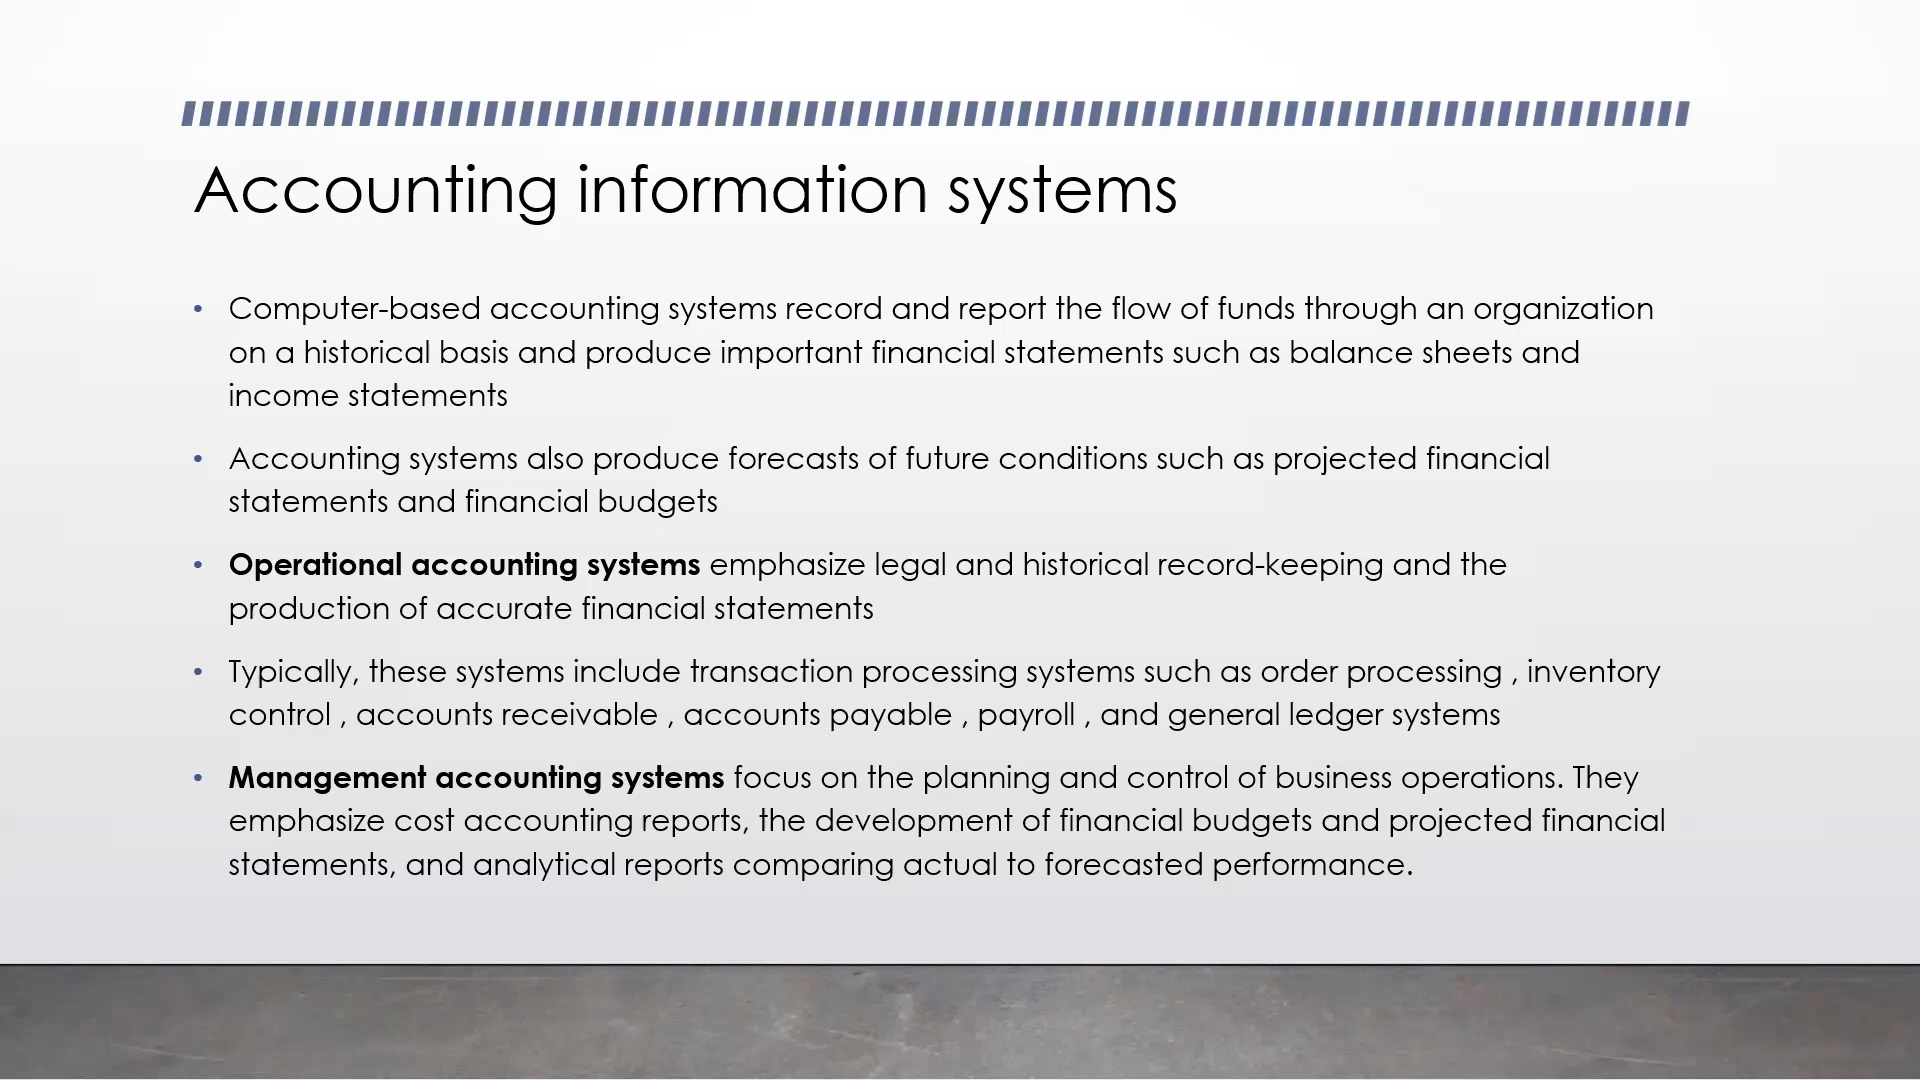 Accounting information systems
• Computer-based accounting systems record and report the flow of funds through an organization
on a historical basis and produce important financial statements such as balance sheets and
income statements
• Accounting systems also produce forecasts of future conditions such as projected financial
statements and financial budgets
• Operational accounting systems emphasize legal and historical record-keeping and the
production of accurate financial statements
• Typically, these systems include transaction processing systems such as order processing , inventory
control , accounts receivable , accounts payable , payroll , and general ledger systems
• Management accounting systems focus on the planning and control of business operations. They
emphasize cost accounting reports, the development of financial budgets and projected financial
statements, and analytical reports comparing actual to forecasted performance.